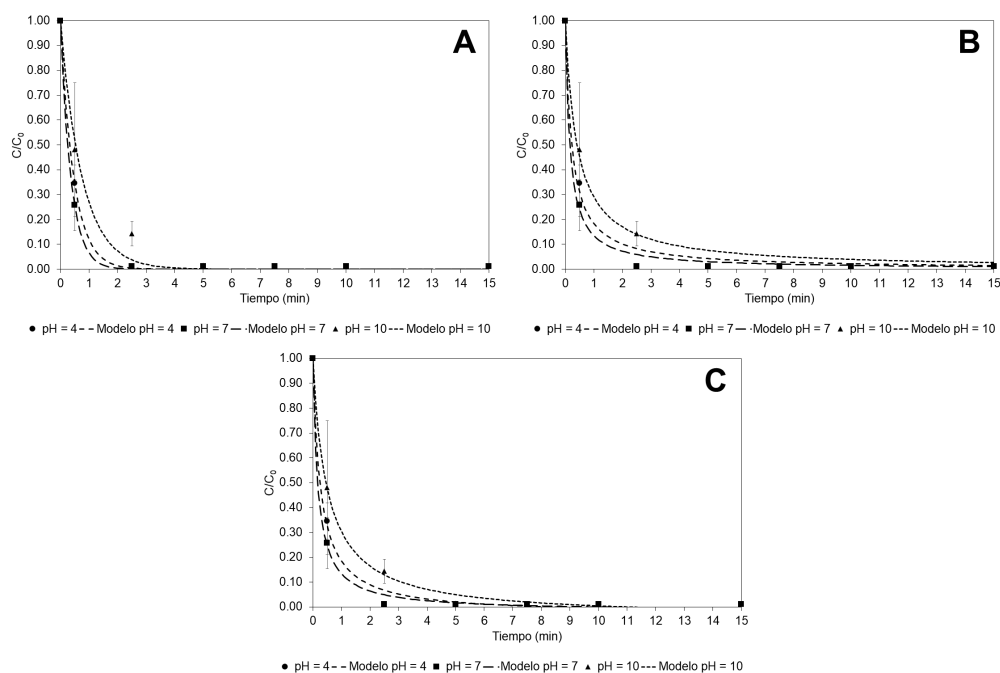 A
1.00
0.90
0.80
0.70
0.60
0.50
0.40
0.30
0.20
0.10
0.00
C/C0
0 1 2 3 4 5 6 7 8 9 10 11 12 13 14 15
Tiempo (min)
pH = 4 Modelo pH = 4 pH = 7 Modelo pH = 7 pH = 10 Modelo pH = 10
B
1.00
0.90
0.80
0.70
0.60
0.50
0.40
0.30
0.20
0.10
0.00
C/C0
0 1 2 3 4 5 6 7 8 9 10 11 12 13 14 15
Tiempo (min)
pH = 4 Modelo pH = 4 pH = 7 Modelo pH = 7 pH = 10 Modelo pH = 10
C
1.00
0.90
0.80
0.70
0.60
0.50
0.40
0.30
0.20
0.10
0.00
C/C0
0 1 2 3 4 5 6 7 8 9 10 11 12 13 14 15
Tiempo (min)
pH = 4 Modelo pH = 4 pH = 7 Modelo pH = 7 pH = 10 Modelo pH = 10